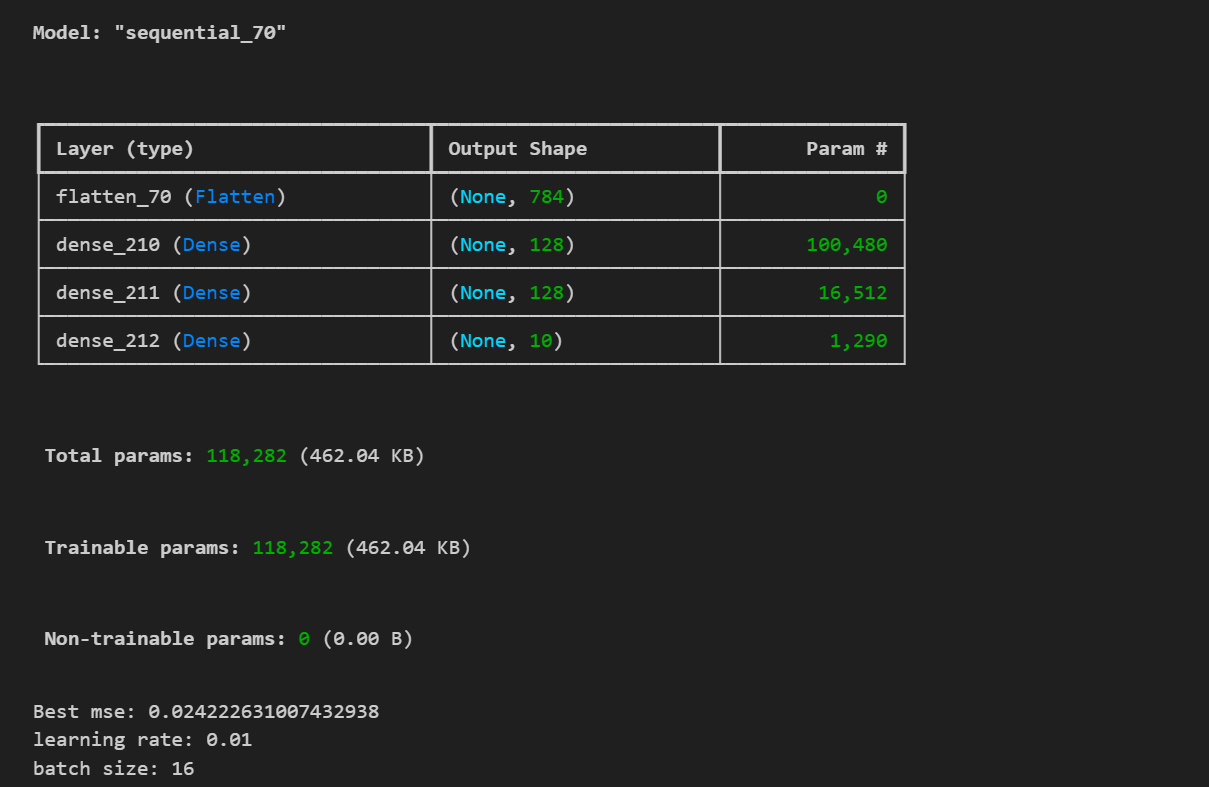 Model: "sequential_70"
Layer (type) Output Shape Param #
flatten_70 (Flatten) (None, 784) 0
dense_210 (Dense) (None, 128) 100,480
dense_211 (Dense) (None, 128) 16,512
dense_212 (Dense) (None, 10) 1,290
Total params: 118,282 (462.04 KB)
Trainable params: 118,282 (462.04 KB)
Non-trainable params: 0 (0.00 B)
Best mse: 0.024222631007432938
learning rate: 0.01
batch size: 16